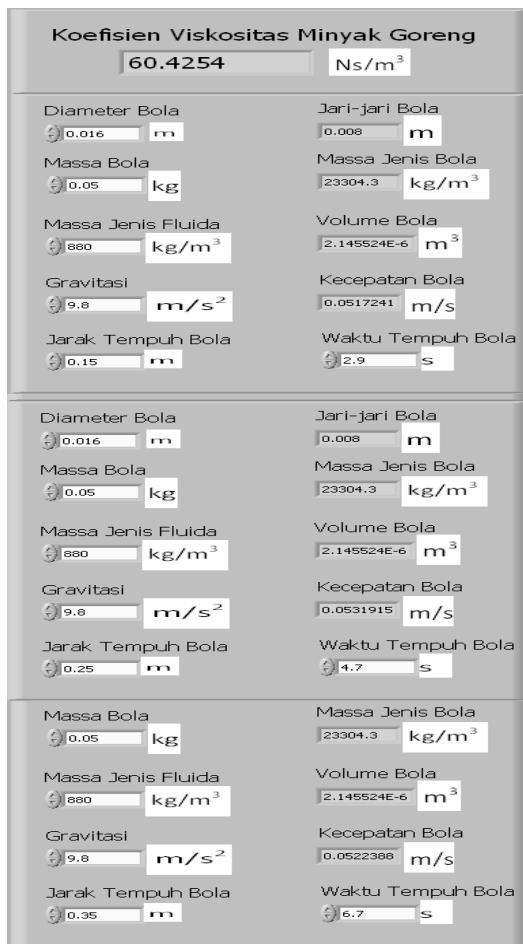 Koefisien Viskositas Minyak Goreng
60.4254 Ns/m³
Diameter Bola Jari-jari Bola
0.016 m 0.008 m
Massa Bola Massa Jenis Bola
0.05 kg 23304.3 kg/m³
Massa Jenis Fluida Volume Bola
880 kg/m³ 2.145524E-6 m³
Gravitasi Kecepatan Bola
9.8 m/s² 0.0517241 m/s
Jarak Tempuh Bola Waktu Tempuh Bola
0.15 m 2.9 s
Diameter Bola Jari-jari Bola
0.016 m 0.008 m
Massa Bola Massa Jenis Bola
0.05 kg 23304.3 kg/m³
Massa Jenis Fluida Volume Bola
880 kg/m³ 2.145524E-6 m³
Gravitasi Kecepatan Bola
9.8 m/s² 0.0531915 m/s
Jarak Tempuh Bola Waktu Tempuh Bola
0.25 m 4.7 s
Massa Bola Massa Jenis Bola
0.05 kg 23304.3 kg/m³
Massa Jenis Fluida Volume Bola
880 kg/m³ 2.145524E-6 m³
Gravitasi Kecepatan Bola
9.8 m/s² 0.0522388 m/s
Jarak Tempuh Bola Waktu Tempuh Bola
0.35 m 6.7 s